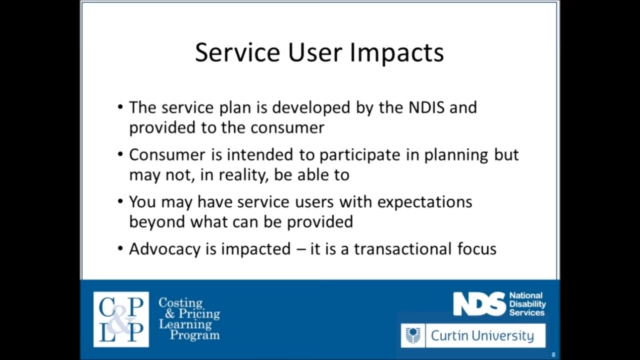 Service User Impacts
• The service plan is developed by the NDIS and
provided to the consumer
• Consumer is intended to participate in planning but
may not, in reality, be able to
• You may have service users with expectations
beyond what can be provided
• Advocacy is impacted – it is a transactional focus
C&P
L P
Costing
& Pricing
Learning
Program
NDS
National
Disability
Services
Curtin University
8